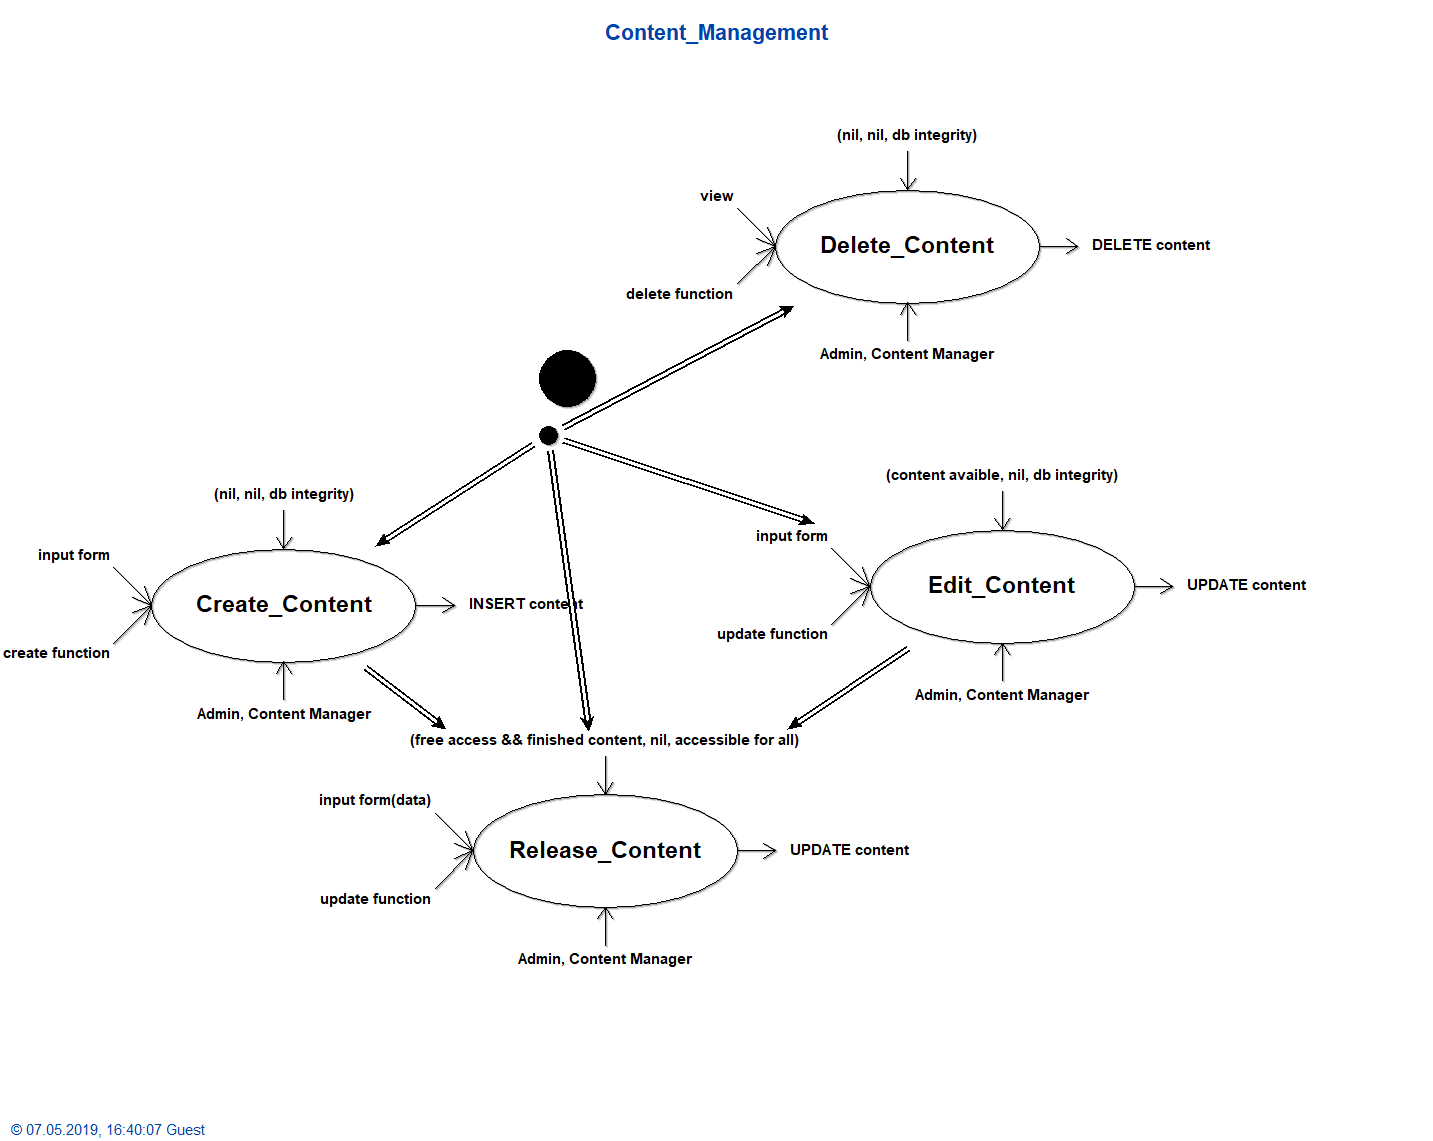 Content_Management
(nil, nil, db integrity)
view
Delete_Content
DELETE content
delete function
Admin, Content Manager
(content avaible, nil, db integrity)
(nil, nil, db integrity)
input form
input form
Edit_Content
UPDATE content
Create_Content
INSERT content
update function
create function
Admin, Content Manager
Admin, Content Manager
(free access && finished content, nil, accessible for all)
input form(data)
Release_Content
UPDATE content
update function
Admin, Content Manager
© 07.05.2019, 16:40:07 Guest